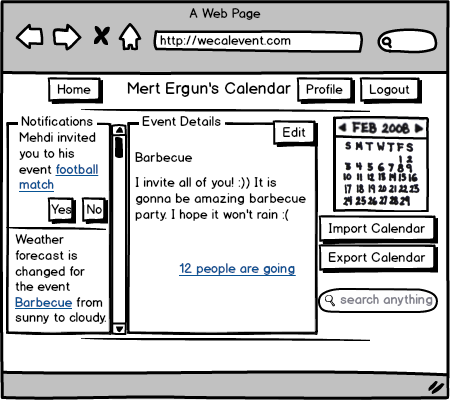 A Web Page
http://wecalevent.com
Home
Mert Ergun's Calendar
Profile
Logout
Notifications
Mehdi invited
you to his
event football
match
Yes
No
Weather
forecast is
changed for
the event
Barbecue from
sunny to cloudy.
Event Details
Edit
Barbecue
I invite all of you! :)) It is
gonna be amazing barbecue
party. I hope it won't rain :(
12 people are going
FEB 2008
S M T W T F S
1 2
3 4 5 6 7 8 9
10 11 12 13 14 15 16
17 18 19 20 21 22 23
24 25 26 27 28 29
Import Calendar
Export Calendar
search anything